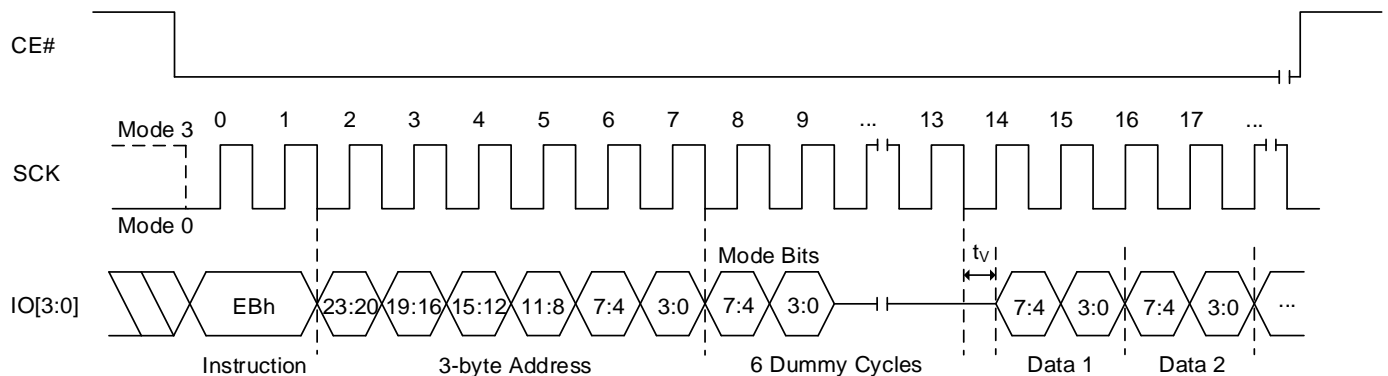 CE#
0 1 2 3 4 5 6 7 8 9 ... 13 14 15 16 17 ...
Mode 3
SCK
Mode 0
Mode Bits
tV
IO[3:0]
EBh 23:20 19:16 15:12 11:8 7:4 3:0 7:4 3:0 7:4 3:0 7:4 3:0 ...
Instruction 3-byte Address 6 Dummy Cycles Data 1 Data 2